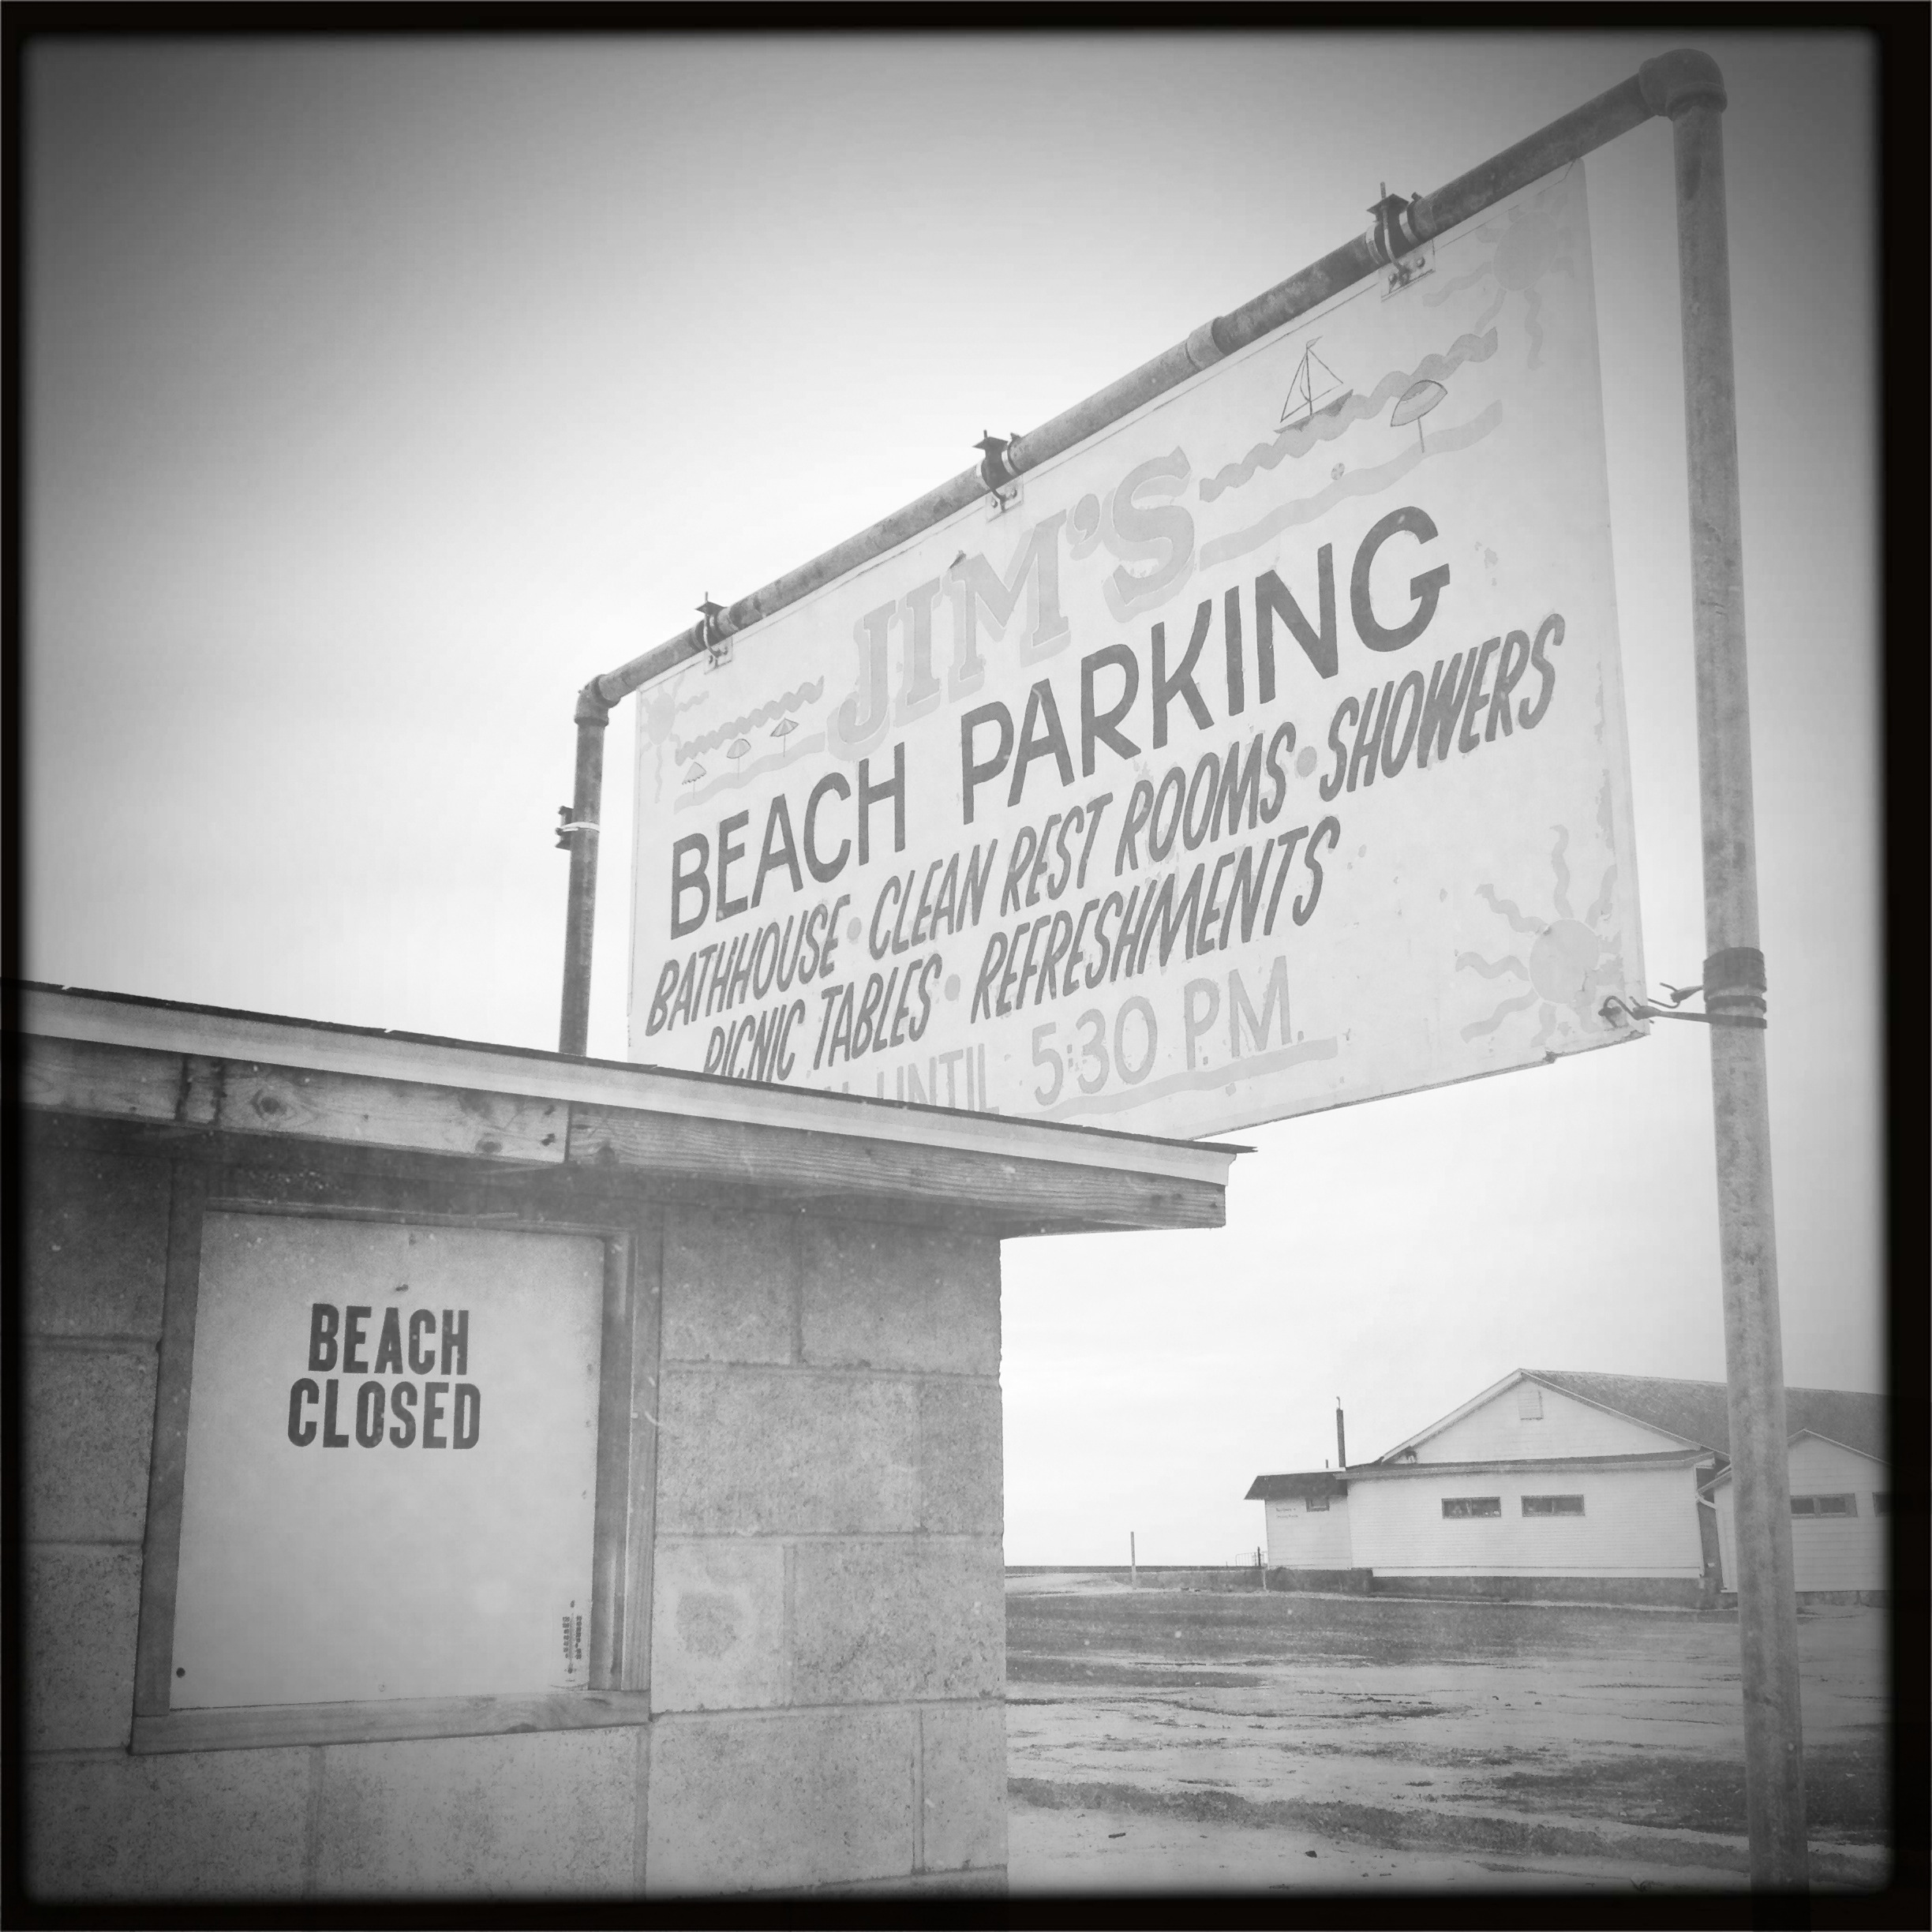 JIM'S
BEACH PARKING
BATHHOUSE • CLEAN REST ROOMS • SHOWERS
PICNIC TABLES • REFRESHMENTS
UNTIL 5:30 P.M.
BEACH
CLOSED